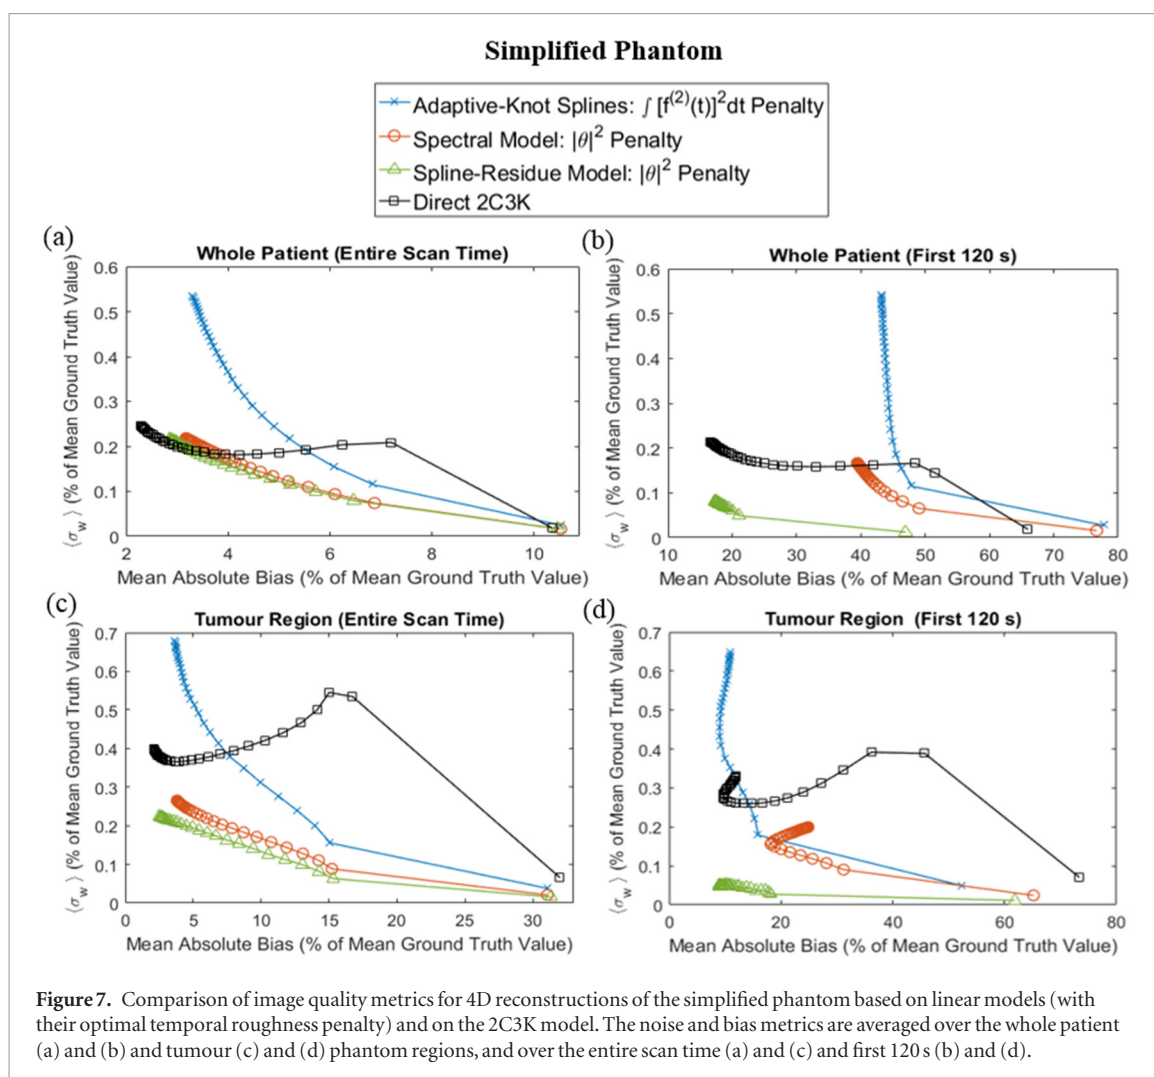 Simplified Phantom
Adaptive-Knot Splines: ∫ [f^(2)(t)]^2dt Penalty
Spectral Model: |θ|^2 Penalty
Spline-Residue Model: |θ|^2 Penalty
Direct 2C3K
(a)
Whole Patient (Entire Scan Time)
⟨σ_w⟩ (% of Mean Ground Truth Value)
0.6
0.5
0.4
0.3
0.2
0.1
0
2 4 6 8 10
Mean Absolute Bias (% of Mean Ground Truth Value)
(b)
Whole Patient (First 120 s)
⟨σ_w⟩ (% of Mean Ground Truth Value)
0.6
0.5
0.4
0.3
0.2
0.1
0
10 20 30 40 50 60 70 80
Mean Absolute Bias (% of Mean Ground Truth Value)
(c)
Tumour Region (Entire Scan Time)
⟨σ_w⟩ (% of Mean Ground Truth Value)
0.7
0.6
0.5
0.4
0.3
0.2
0.1
0
0 5 10 15 20 25 30
Mean Absolute Bias (% of Mean Ground Truth Value)
(d)
Tumour Region (First 120 s)
⟨σ_w⟩ (% of Mean Ground Truth Value)
0.7
0.6
0.5
0.4
0.3
0.2
0.1
0
0 20 40 60 80
Mean Absolute Bias (% of Mean Ground Truth Value)
Figure 7. Comparison of image quality metrics for 4D reconstructions of the simplified phantom based on linear models (with
their optimal temporal roughness penalty) and on the 2C3K model. The noise and bias metrics are averaged over the whole patient
(a) and (b) and tumour (c) and (d) phantom regions, and over the entire scan time (a) and (c) and first 120 s (b) and (d).